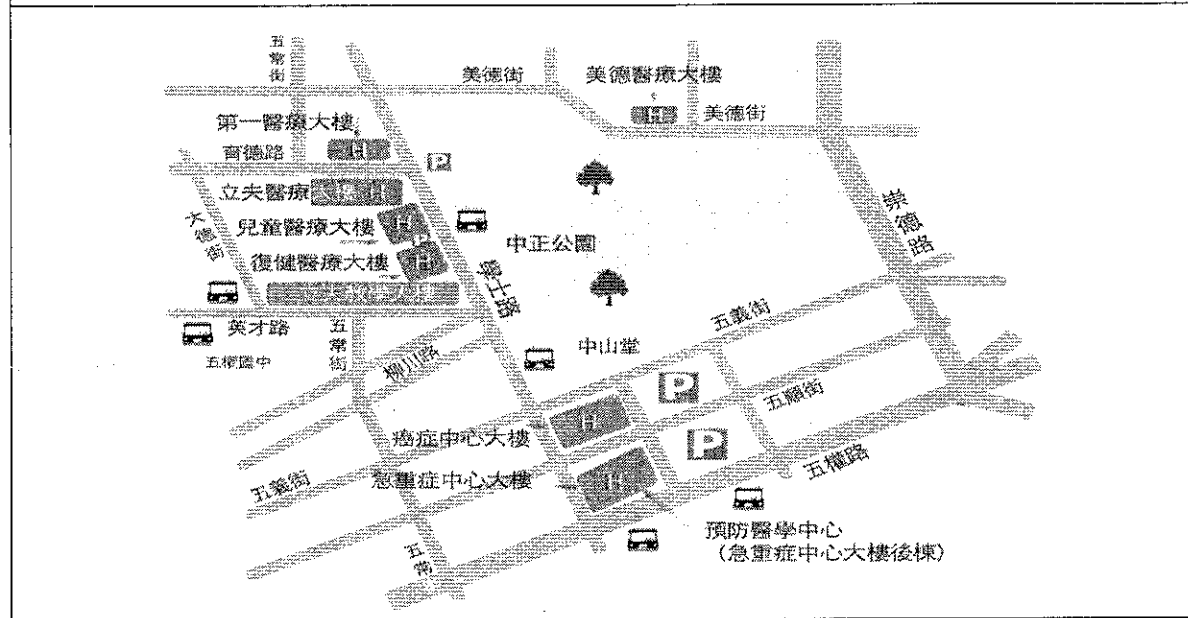 五常街
美德街
美德醫療大樓
H
美德街
第一醫療大樓
H
育德路
P
立夫醫療大樓 H
大德街
兒童醫療大樓
H
P
中正公園
崇德路
復健醫療大樓
H
學士路
英才路
五常街
五權國中
柳川路
中山堂
五義街
P
五順街
癌症中心大樓
H
P
五權路
五義街
急重症中心大樓
H
五常
預防醫學中心
(急重症中心大樓後棟)